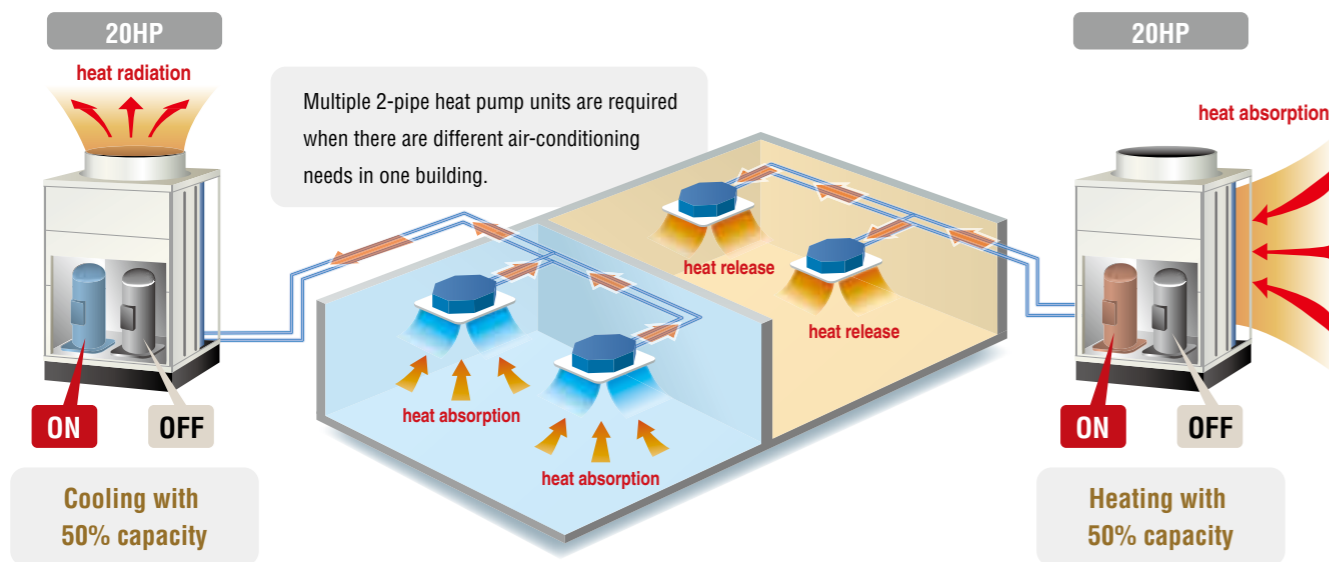 20HP
heat radiation
Multiple 2-pipe heat pump units are required
when there are different air-conditioning
needs in one building.
20HP
heat absorption
heat release
heat release
heat absorption
heat absorption
ON
OFF
Cooling with
50% capacity
ON
OFF
Heating with
50% capacity